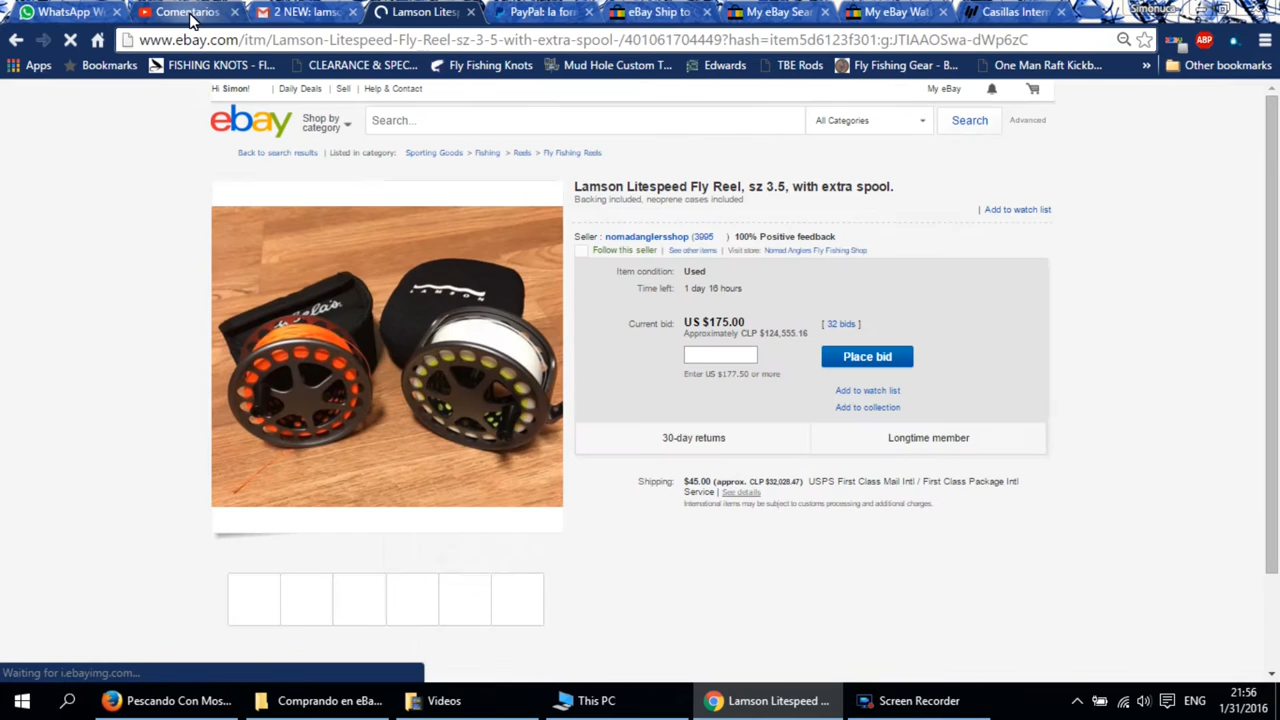 WhatsApp W
Comentarios
2 NEW: lams
Lamson Lites
PayPal: la for
eBay Ship to
My eBay Sea
My eBay Wat
Casillas Intern
Simonuca
www.ebay.com/itm/Lamson-Litespeed-Fly-Reel-sz-3-5-with-extra-spool-/401061704449?hash=item5d6123f301:g:JTIAAOSwa-dWp6zC
ABP
Apps
Bookmarks
FISHING KNOTS - Fl...
CLEARANCE & SPEC...
Fly Fishing Knots
Mud Hole Custom T...
Edwards
TBE Rods
Fly Fishing Gear - B...
One Man Raft Kickb...
»
Other bookmarks
Hi Simon!
Daily Deals
Sell
Help & Contact
My eBay
ebay
Shop by category
Search...
All Categories
Search
Advanced
Back to search results | Listed in category: Sporting Goods > Fishing > Reels > Fly Fishing Reels
Lamson Litespeed Fly Reel, sz 3.5, with extra spool.
Backing included, neoprene cases included
| Add to watch list
Seller : nomadanglersshop (3995 ) 100% Positive feedback
Follow this seller | See other items | Visit store: Nomad Anglers Fly Fishing Shop
Item condition: Used
Time left: 1 day 16 hours
Current bid: US $175.00 [ 32 bids ]
Approximately CLP $124,555.16
Place bid
Enter US $177.50 or more
Add to watch list
Add to collection
30-day returns
Longtime member
LAMSON
Shipping: $45.00 (approx. CLP $32,028.47) USPS First Class Mail Intl / First Class Package Intl
Service | See details
International items may be subject to customs processing and additional charges.
Waiting for i.ebayimg.com...
Pescando Con Mos...
Comprando en eBa...
Videos
This PC
Lamson Litespeed ...
Screen Recorder
ENG
21:56
1/31/2016